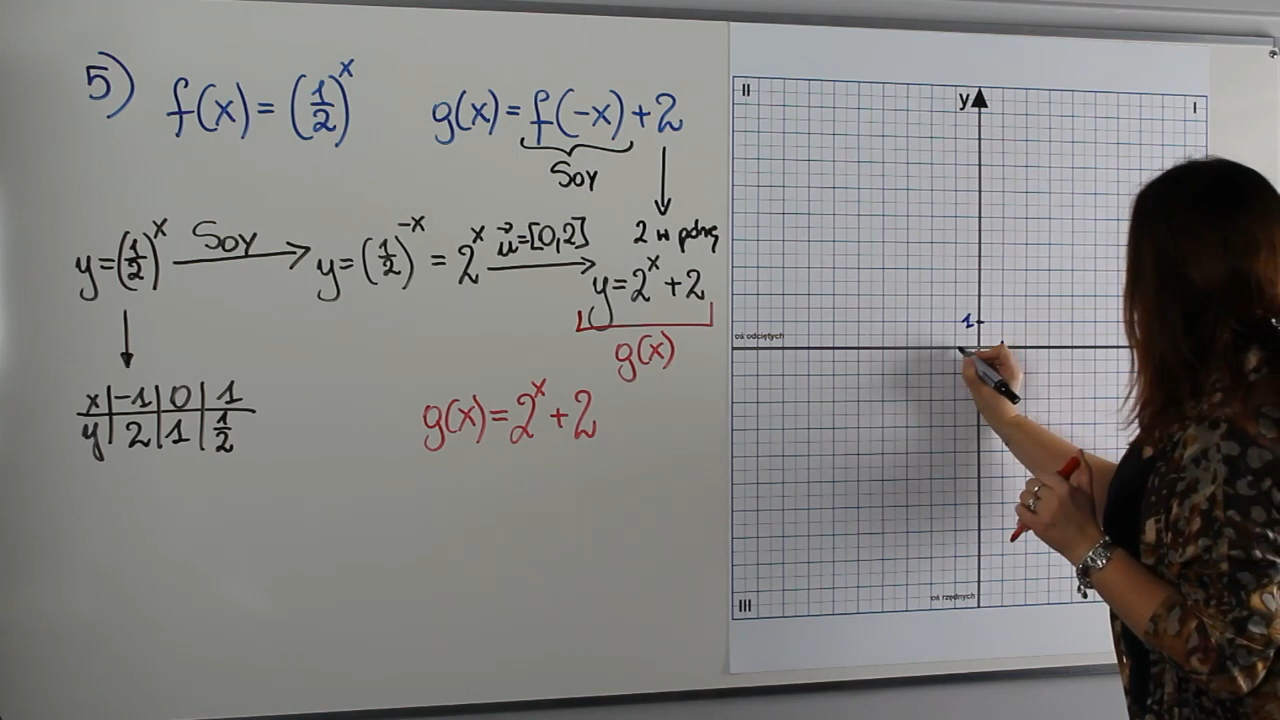 5) f(x) = (1/2)^x g(x) = f(-x) + 2
SOY
2 w górę
y = (1/2)^x SOY → y = (1/2)^-x = 2^x u⃗ = [0,2] → y = 2^x + 2
g(x)
x | -1 | 0 | 1
y | 2 | 1 | 1/2
g(x) = 2^x + 2
II
y
I
1
oś odciętych
III
oś rzędnych